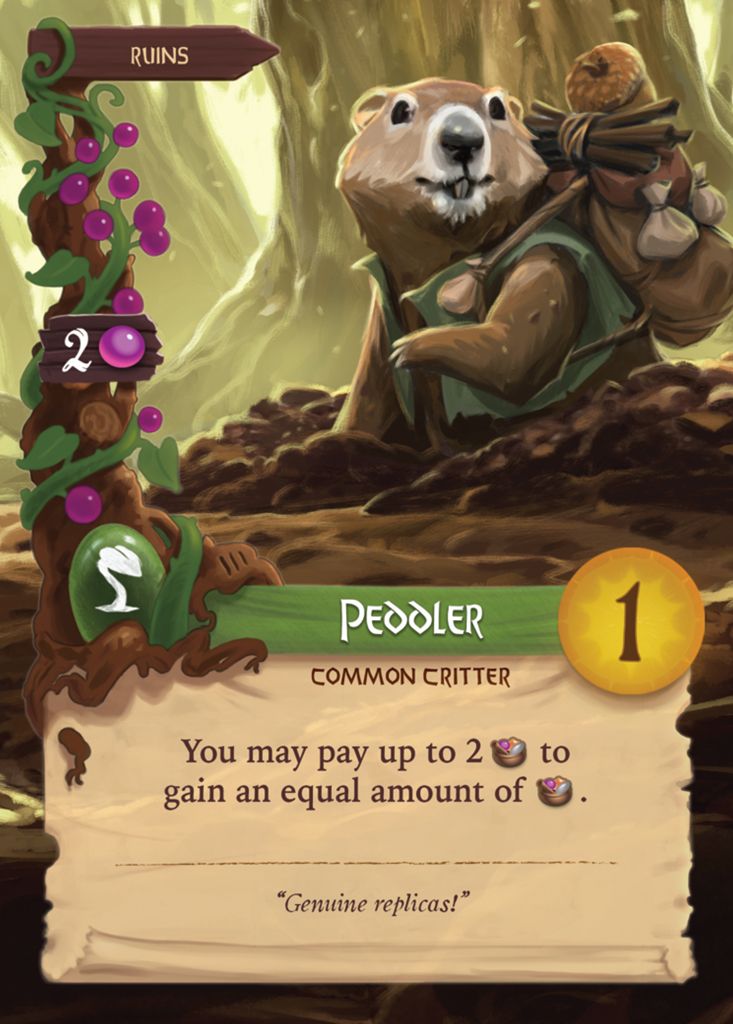 RUINS
2
PEDDLER
1
COMMON CRITTER
You may pay up to 2 to
gain an equal amount of .
“Genuine replicas!”